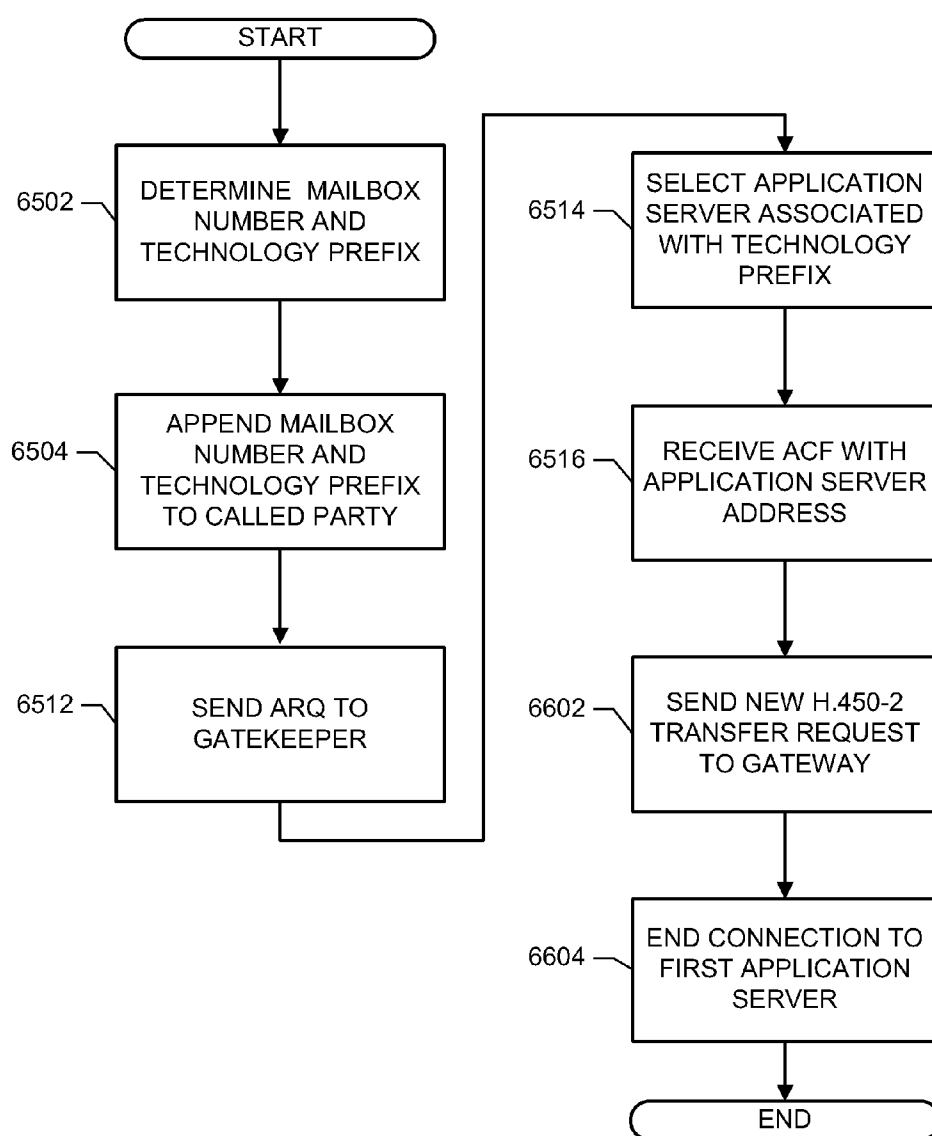 START
6502
DETERMINE MAILBOX
NUMBER AND
TECHNOLOGY PREFIX
6504
APPEND MAILBOX
NUMBER AND
TECHNOLOGY PREFIX
TO CALLED PARTY
6512
SEND ARQ TO
GATEKEEPER
6514
SELECT APPLICATION
SERVER ASSOCIATED
WITH TECHNOLOGY
PREFIX
6516
RECEIVE ACF WITH
APPLICATION SERVER
ADDRESS
6602
SEND NEW H.450-2
TRANSFER REQUEST
TO GATEWAY
6604
END CONNECTION TO
FIRST APPLICATION
SERVER
END